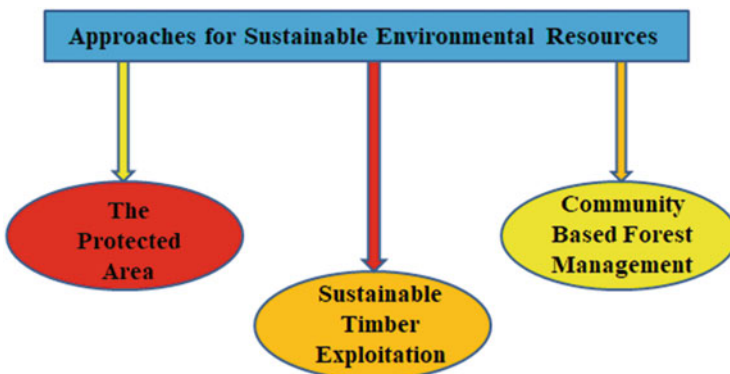 Approaches for Sustainable Environmental Resources
The
Protected
Area
Sustainable
Timber
Exploitation
Community
Based Forest
Management